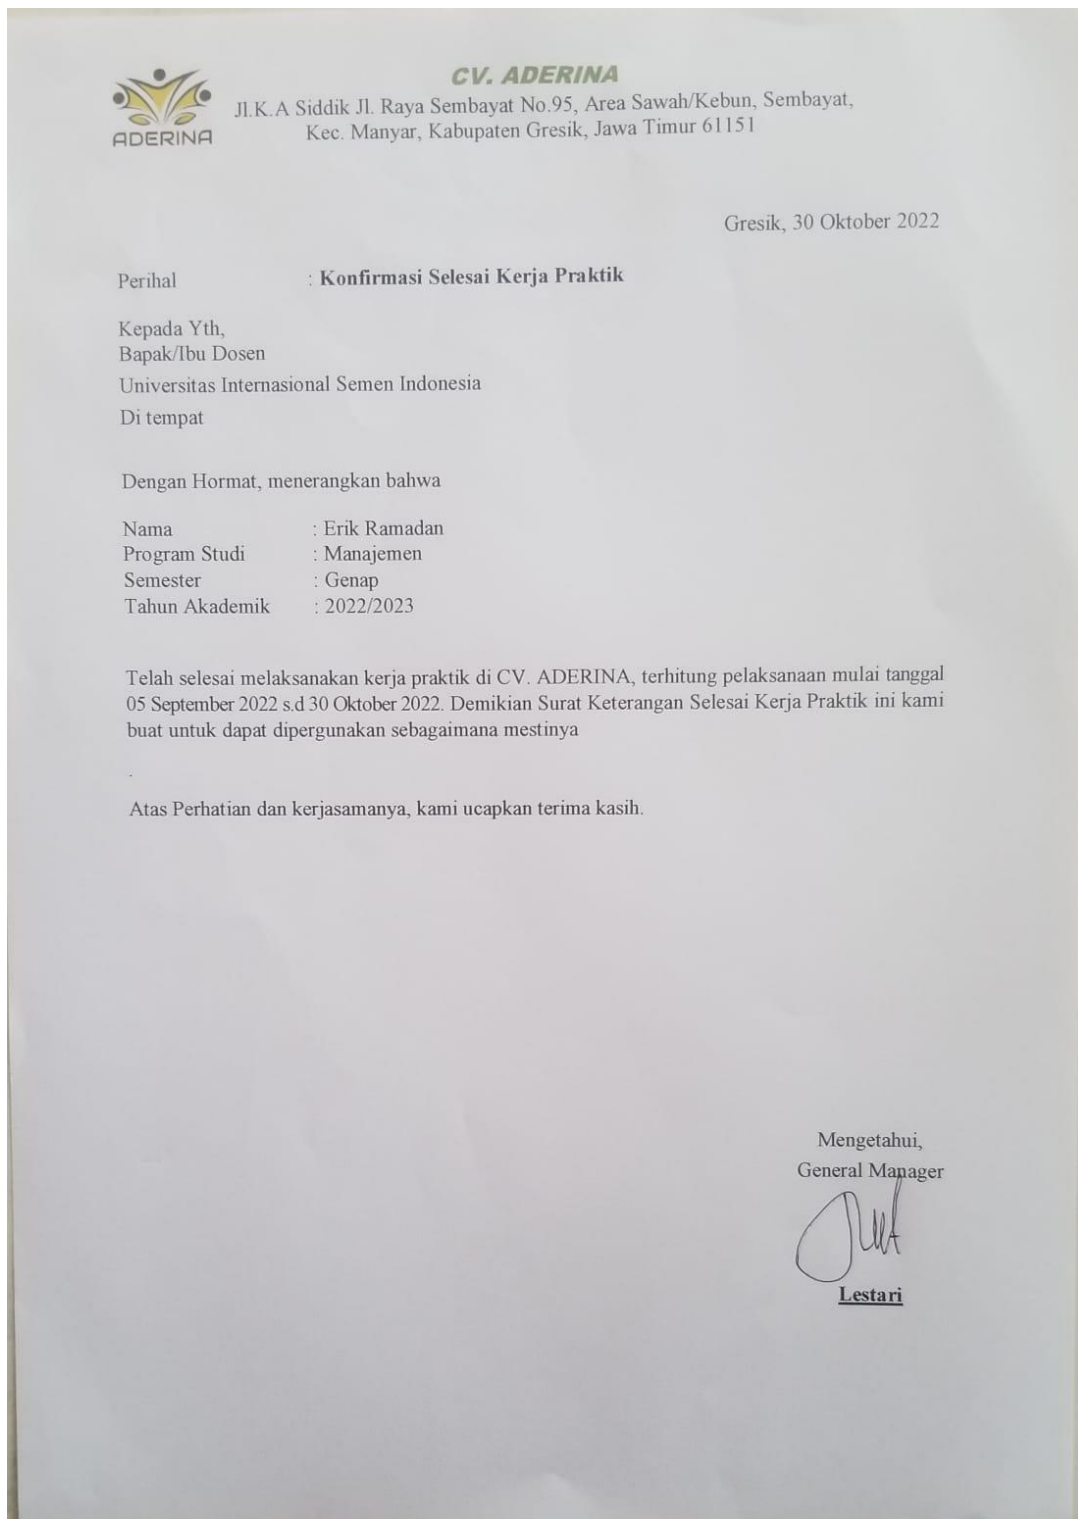 CV. ADERINA
ADERINA
Jl.K.A Siddik Jl. Raya Sembayat No.95, Area Sawah/Kebun, Sembayat,
Kec. Manyar, Kabupaten Gresik, Jawa Timur 61151
Gresik, 30 Oktober 2022
Perihal : Konfirmasi Selesai Kerja Praktik
Kepada Yth,
Bapak/Ibu Dosen
Universitas Internasional Semen Indonesia
Di tempat
Dengan Hormat, menerangkan bahwa
Nama : Erik Ramadan
Program Studi : Manajemen
Semester : Genap
Tahun Akademik : 2022/2023
Telah selesai melaksanakan kerja praktik di CV. ADERINA, terhitung pelaksanaan mulai tanggal
05 September 2022 s.d 30 Oktober 2022. Demikian Surat Keterangan Selesai Kerja Praktik ini kami
buat untuk dapat dipergunakan sebagaimana mestinya
.
Atas Perhatian dan kerjasamanya, kami ucapkan terima kasih.
Mengetahui,
General Manager
Lestari